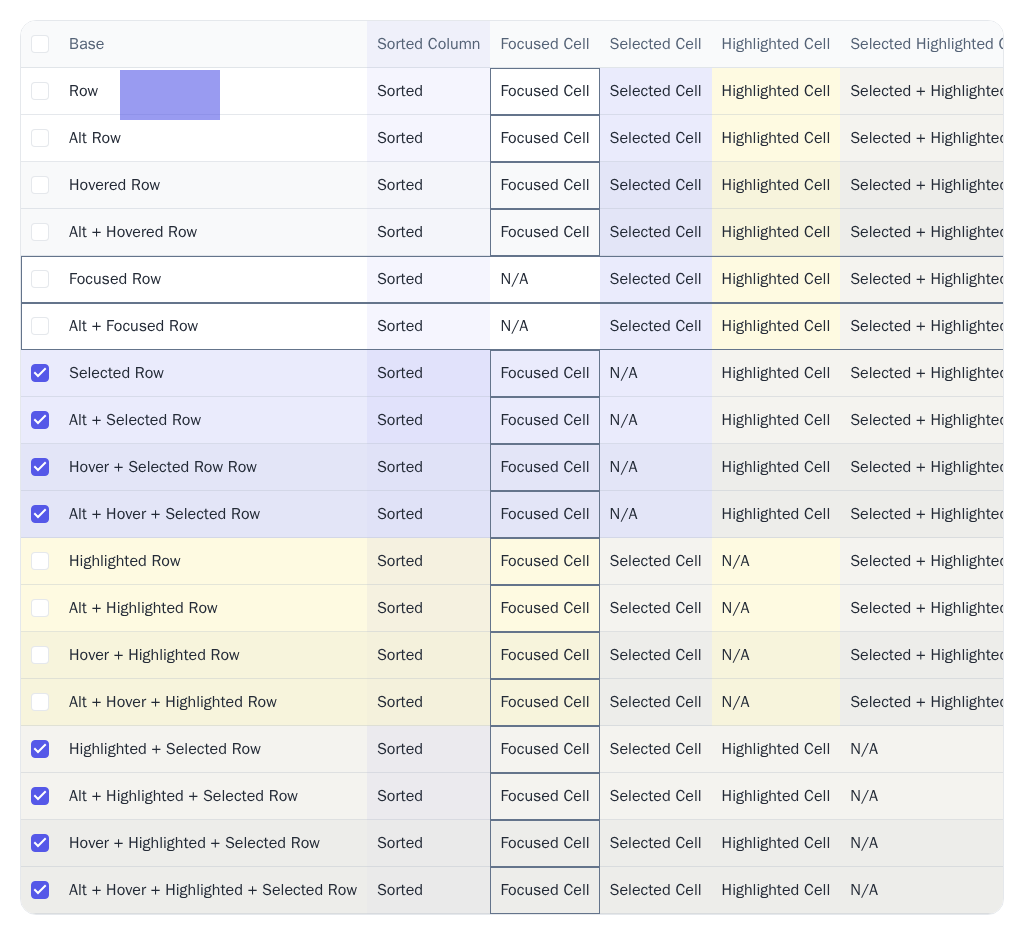 Base Sorted Column Focused Cell Selected Cell Highlighted Cell Selected Highlighted
Row Sorted Focused Cell Selected Cell Highlighted Cell Selected + Highlighted
Alt Row Sorted Focused Cell Selected Cell Highlighted Cell Selected + Highlighted
Hovered Row Sorted Focused Cell Selected Cell Highlighted Cell Selected + Highlighted
Alt + Hovered Row Sorted Focused Cell Selected Cell Highlighted Cell Selected + Highlighted
Focused Row Sorted N/A Selected Cell Highlighted Cell Selected + Highlighted
Alt + Focused Row Sorted N/A Selected Cell Highlighted Cell Selected + Highlighted
Selected Row Sorted Focused Cell N/A Highlighted Cell Selected + Highlighted
Alt + Selected Row Sorted Focused Cell N/A Highlighted Cell Selected + Highlighted
Hover + Selected Row Row Sorted Focused Cell N/A Highlighted Cell Selected + Highlighted
Alt + Hover + Selected Row Sorted Focused Cell N/A Highlighted Cell Selected + Highlighted
Highlighted Row Sorted Focused Cell Selected Cell N/A Selected + Highlighted
Alt + Highlighted Row Sorted Focused Cell Selected Cell N/A Selected + Highlighted
Hover + Highlighted Row Sorted Focused Cell Selected Cell N/A Selected + Highlighted
Alt + Hover + Highlighted Row Sorted Focused Cell Selected Cell N/A Selected + Highlighted
Highlighted + Selected Row Sorted Focused Cell Selected Cell Highlighted Cell N/A
Alt + Highlighted + Selected Row Sorted Focused Cell Selected Cell Highlighted Cell N/A
Hover + Highlighted + Selected Row Sorted Focused Cell Selected Cell Highlighted Cell N/A
Alt + Hover + Highlighted + Selected Row Sorted Focused Cell Selected Cell Highlighted Cell N/A